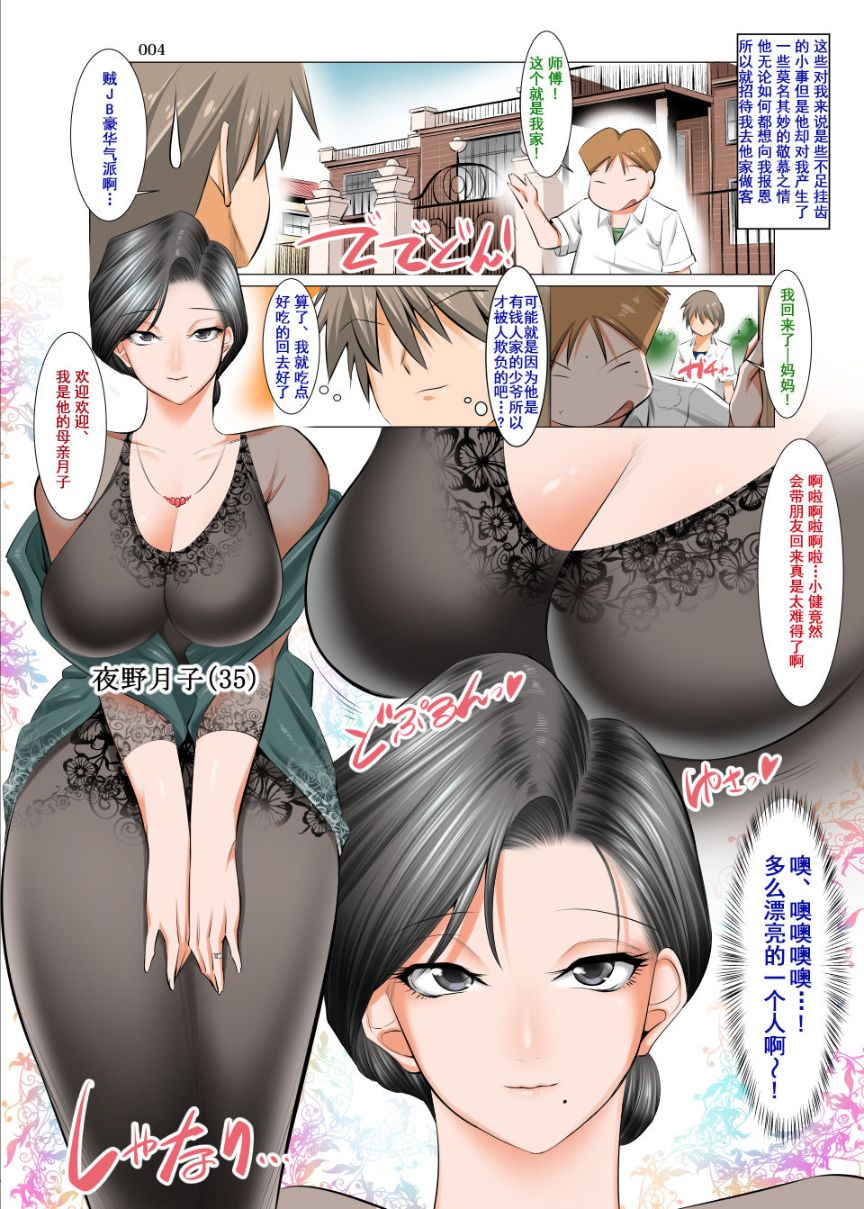 004
这些对我来说是些不足挂齿
的小事但是他却对我产生了
一些莫名其妙的敬慕之情
他无论如何都想向我报恩
所以就招待我去他家做客
师傅！
这个就是我家！
贼JB豪华气派啊…
でででどん！
我回来了—妈妈！
ガチャ
可能就是因为他是
有钱人家的少爷所以
才被人欺负的吧…?
算了、我就吃点
好吃的回去好了
啊啦啊啦啊啦…小健竟然
会带朋友回来真是太难得了啊
欢迎欢迎、
我是他的母亲月子
夜野月子(35)
どぷるんっ♥
ゆさっ♥
噢、噢噢噢噢…！
多么漂亮的一个人啊～！
しゃなり…